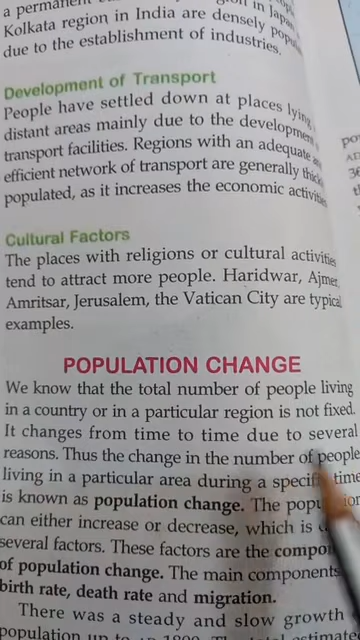 a permanent
Kolkata region in India are densely
due to the establishment of industries.
Development of Transport
People have settled down at places lying
distant areas mainly due to the development
transport facilities. Regions with an adequate
efficient network of transport are generally
populated, as it increases the economic
Cultural Factors
The places with religions or cultural activities
tend to attract more people. Haridwar, Ajmer,
Amritsar, Jerusalem, the Vatican City are typical
examples.
POPULATION CHANGE
We know that the total number of people living
in a country or in a particular region is not fixed.
It changes from time to time due to several
reasons. Thus the change in the number of people
living in a particular area during a specific time
is known as population change. The
can either increase or decrease, which is
several factors. These factors are the
of population change. The main components
birth rate, death rate and migration.
There was a steady and slow growth
population up to